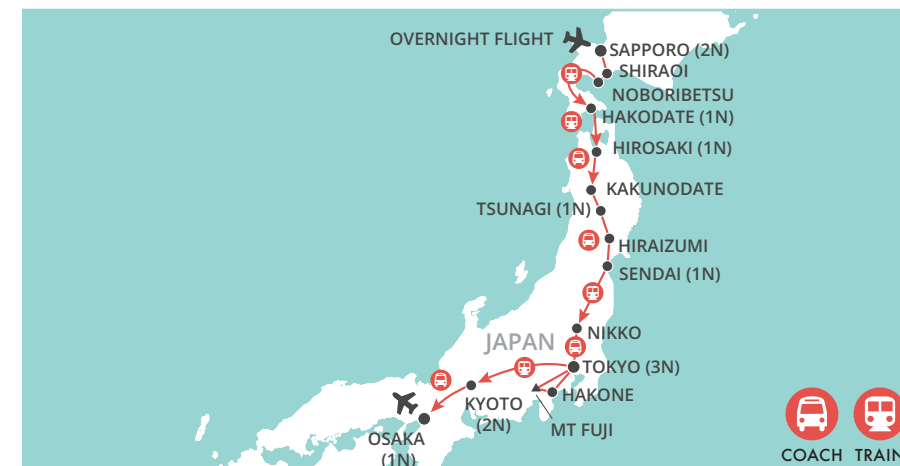 OVERNIGHT FLIGHT
SAPPORO (2N)
SHIRAOI
NOBORIBETSU
HAKODATE (1N)
HIROSAKI (1N)
KAKUNODATE
TSUNAGI (1N)
HIRAIZUMI
SENDAI (1N)
NIKKO
JAPAN
TOKYO (3N)
HAKONE
KYOTO
(2N)
MT FUJI
OSAKA
(1N)
COACH
TRAIN